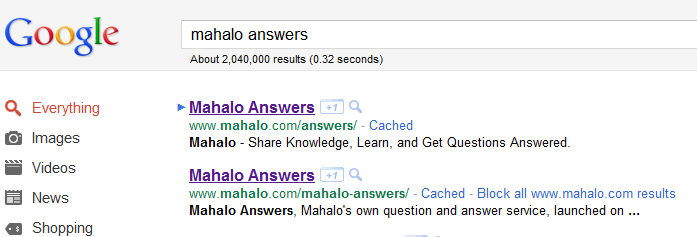 Google
mahalo answers
About 2,040,000 results (0.32 seconds)
Everything
Images
Videos
News
Shopping
Mahalo Answers +1
www.mahalo.com/answers/ - Cached
Mahalo - Share Knowledge, Learn, and Get Questions Answered.
Mahalo Answers +1
www.mahalo.com/mahalo-answers/ - Cached - Block all www.mahalo.com results
Mahalo Answers, Mahalo's own question and answer service, launched on ...